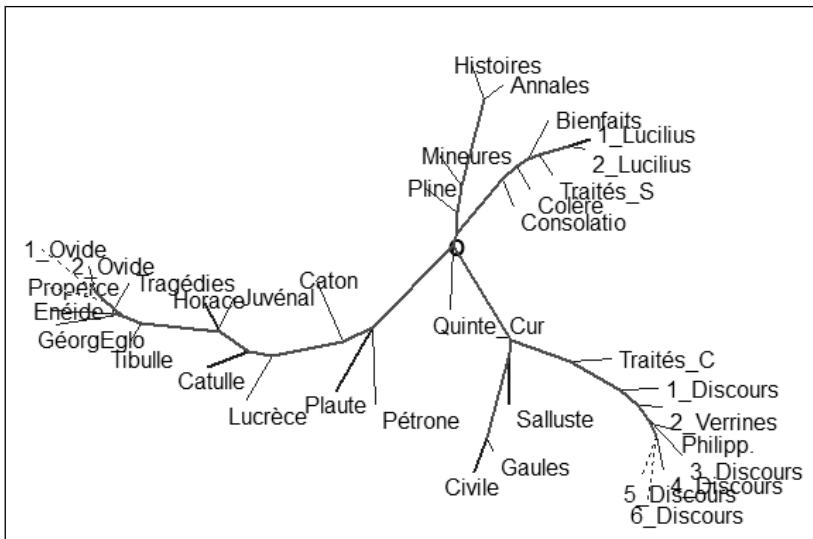 Histoires
Annales
Bienfaits
1_Lucilius
Mineures
2_Lucilius
Pline
Traités_S
Colère
Consolatio
O
1_Ovide
2_Ovide
Properce
Tragédies
Enéide
Horace
Juvénal
Caton
GéorgEglo
Tibulle
Quinte_Cur
Catulle
Traités_C
Lucrèce
Plaute
1_Discours
Pétrone
Salluste
2_Verrines
Philipp.
Gaules
3_Discours
Civile
4_Discours
5_Discours
6_Discours